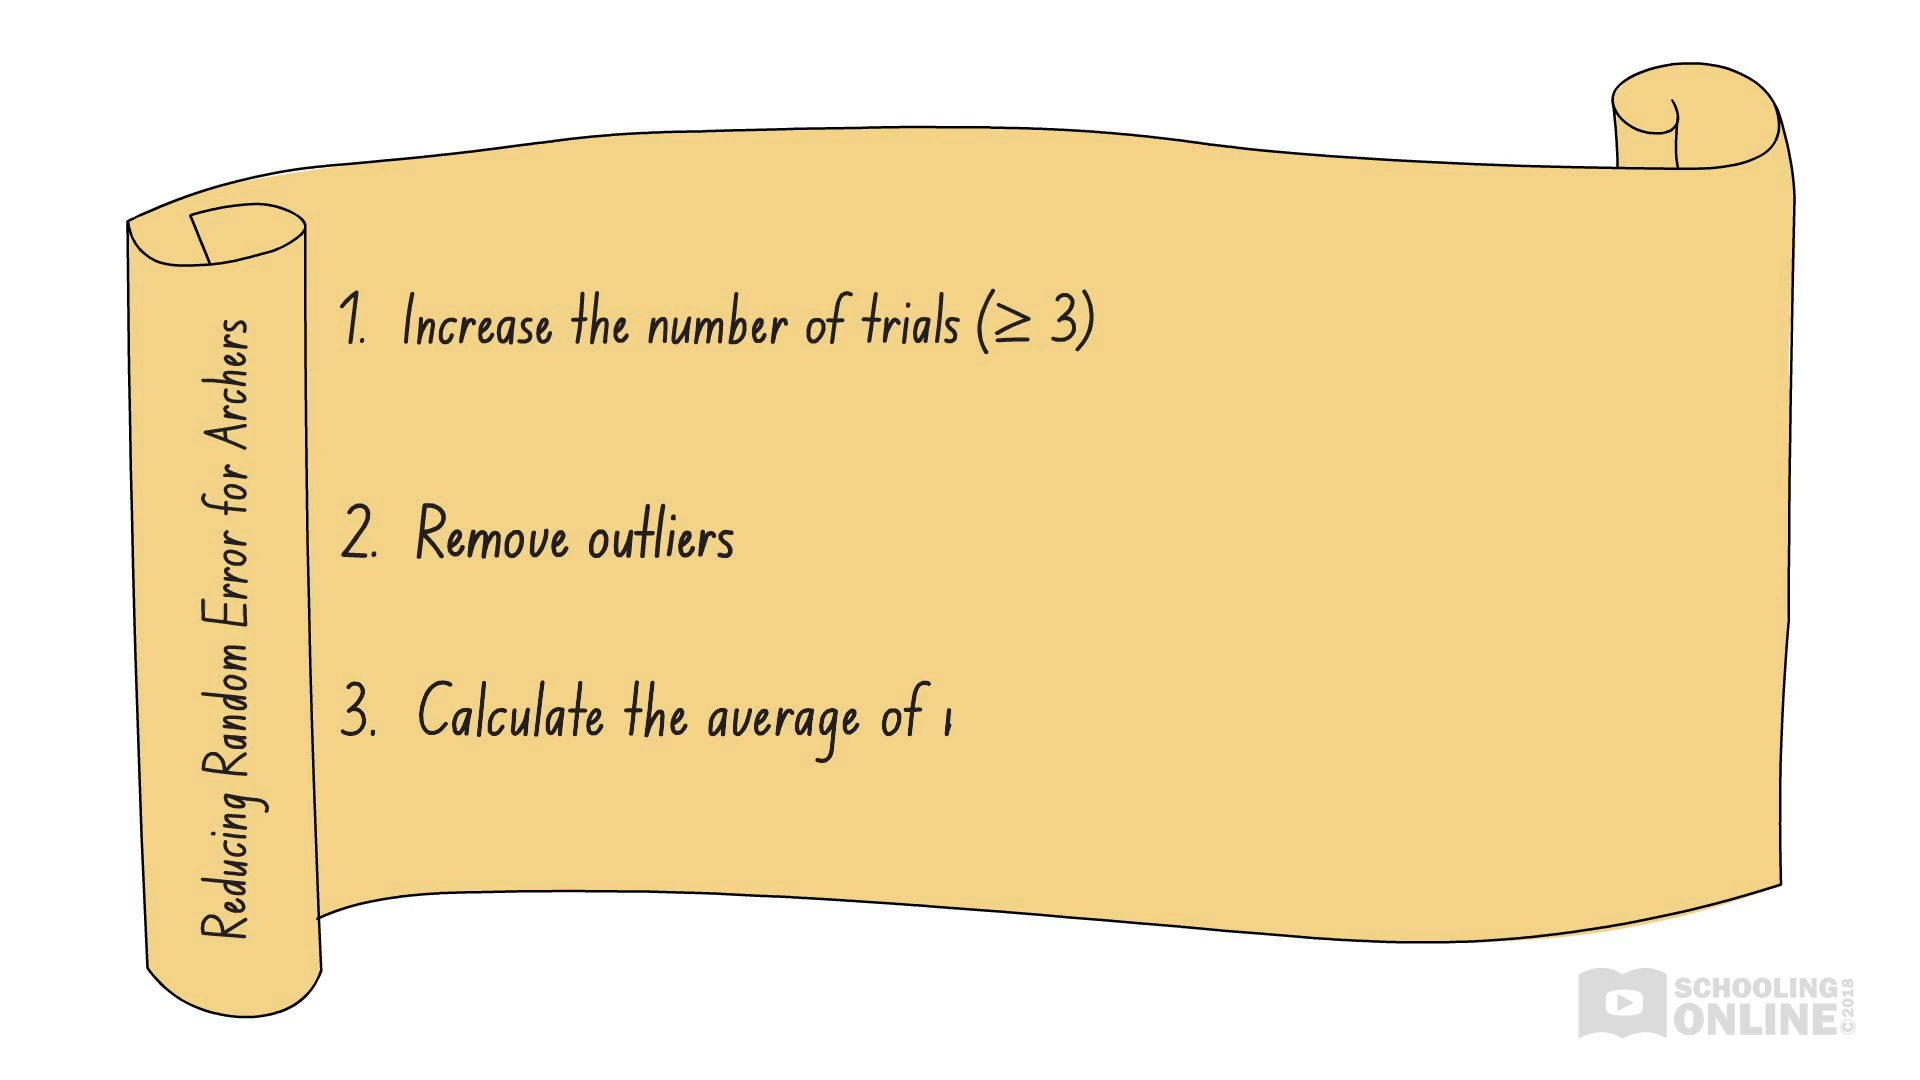 Reducing Random Error for Archers
1. Increase the number of trials (≥ 3)
2. Remove outliers
3. Calculate the average of
SCHOOLING
ONLINE
©2018